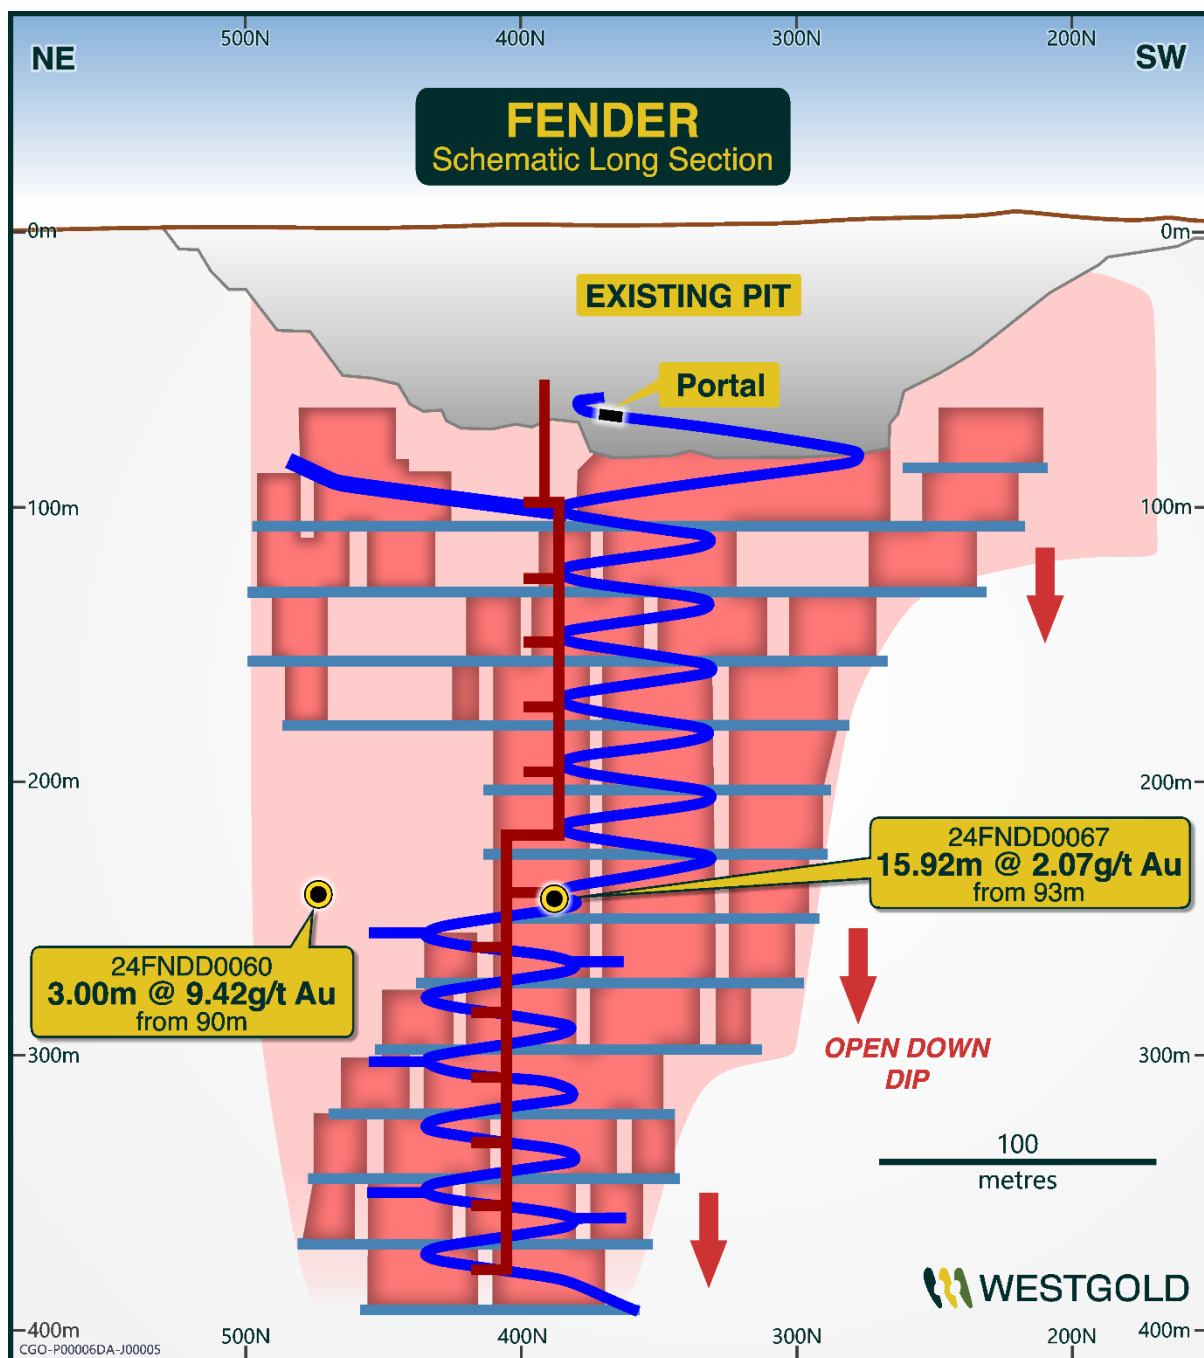 500N 400N 300N 200N
NE SW
FENDER
Schematic Long Section
0m 0m
EXISTING PIT
Portal
100m 100m
200m 200m
24FNDD0067
15.92m @ 2.07g/t Au
from 93m
24FNDD0060
3.00m @ 9.42g/t Au
from 90m
300m 300m
OPEN DOWN
DIP
100
metres
WESTGOLD
400m 400m
500N 400N 300N 200N
CGO-P00006DA-J00005